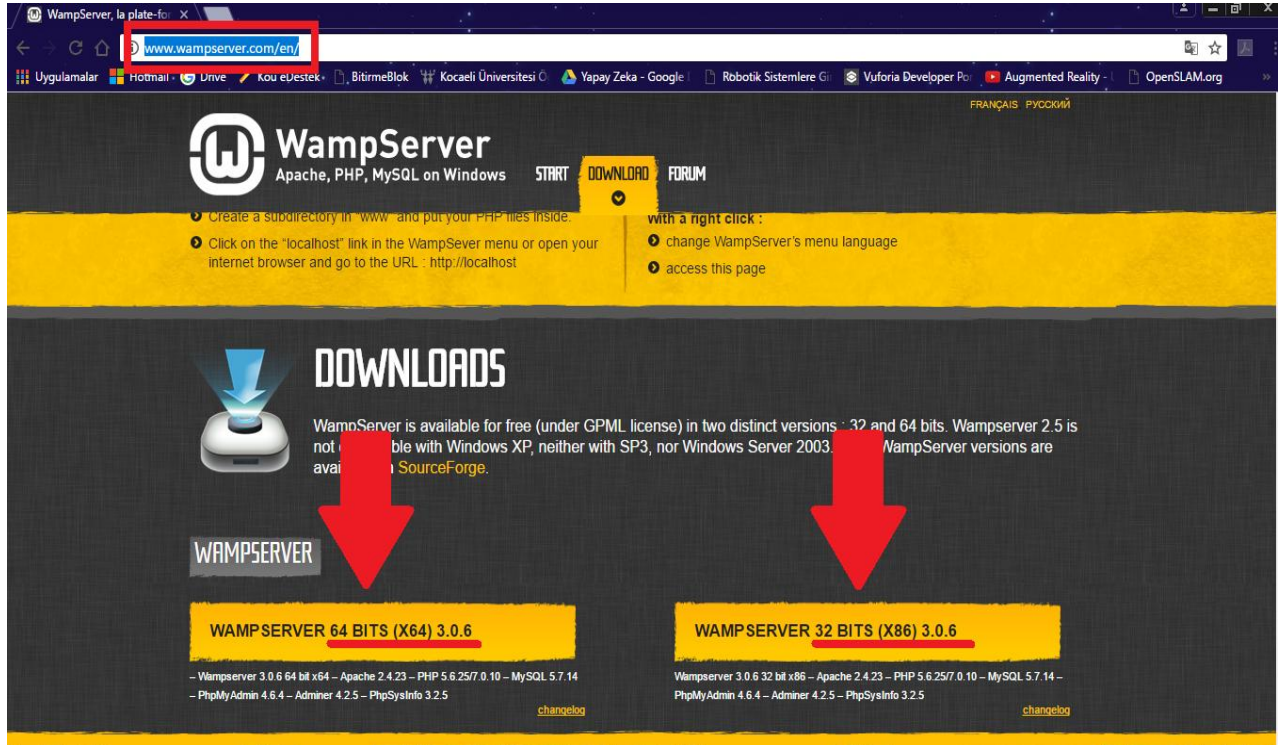 WampServer, la plate-for
www.wampserver.com/en/
Uygulamalar Hotmail Drive Kou eDestek BitirmeBlok Kocaeli Üniversitesi Ö Yapay Zeka - Google Robotik Sistemlere Gi Vuforia Developer Por Augmented Reality - OpenSLAM.org
FRANÇAIS РУССКИЙ
WampServer
Apache, PHP, MySQL on Windows
START DOWNLOAD FORUM
Create a subdirectory in "www" and put your PHP files inside.
Click on the "localhost" link in the WampSever menu or open your
internet browser and go to the URL : http://localhost
With a right click :
change WampServer's menu language
access this page
DOWNLOADS
WampServer is available for free (under GPML license) in two distinct versions : 32 and 64 bits. Wampserver 2.5 is
not ble with Windows XP, neither with SP3, nor Windows Server 2003. WampServer versions are
avai SourceForge.
WAMPSERVER
WAMPSERVER 64 BITS (X64) 3.0.6
– Wampserver 3.0.6 64 bit x64 – Apache 2.4.23 – PHP 5.6.25/7.0.10 – MySQL 5.7.14
– PhpMyAdmin 4.6.4 – Adminer 4.2.5 – PhpSysInfo 3.2.5
changelog
WAMPSERVER 32 BITS (X86) 3.0.6
Wampserver 3.0.6 32 bit x86 – Apache 2.4.23 – PHP 5.6.25/7.0.10 – MySQL 5.7.14 –
PhpMyAdmin 4.6.4 – Adminer 4.2.5 – PhpSysInfo 3.2.5
changelog